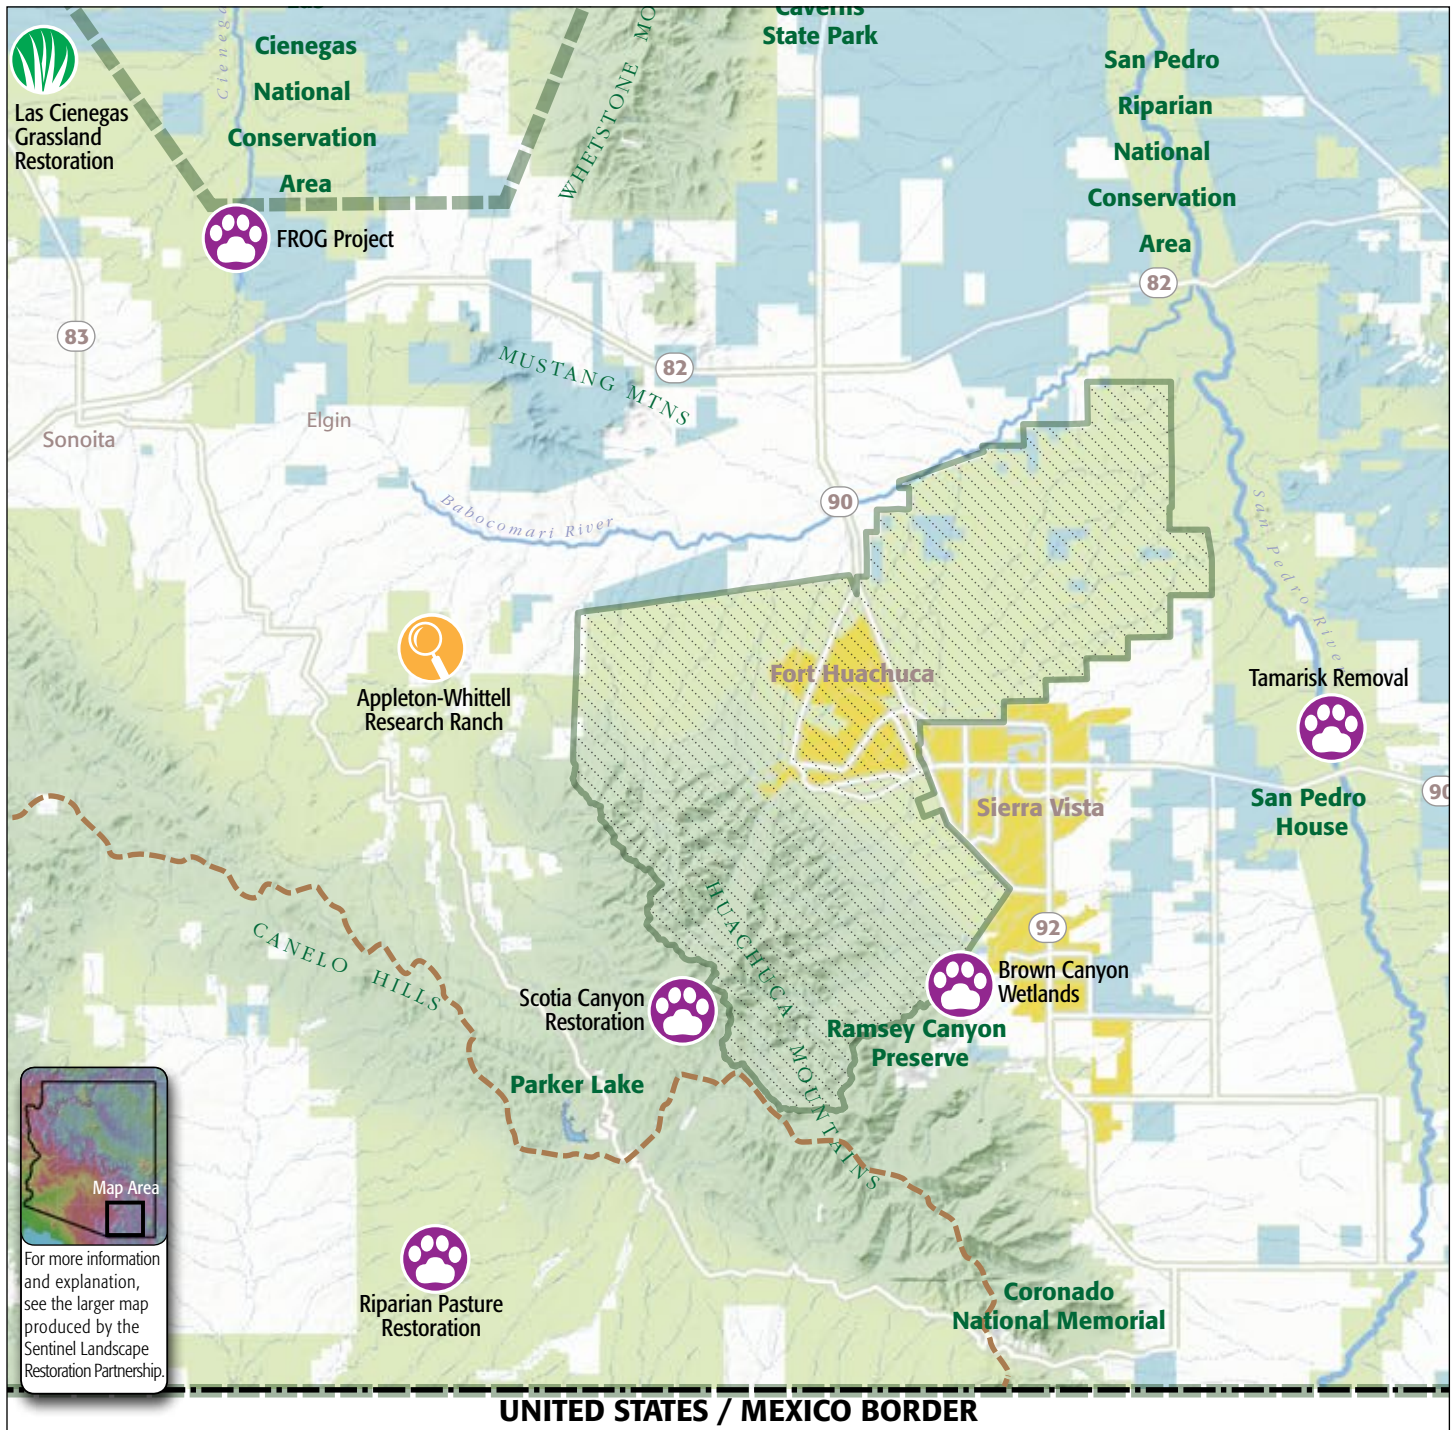 Caverns
State Park
Cienegas
National
Conservation
Area
Cienega
WHETSTONE MO
San Pedro
Riparian
National
Conservation
Area
Las Cienegas
Grassland
Restoration
FROG Project
82
83
MUSTANG MTNS
82
Sonoita
Elgin
Babocomari River
90
San Pedro River
Fort Huachuca
Appleton-Whittell
Research Ranch
Tamarisk Removal
San Pedro
House
90
Sierra Vista
92
CANELO HILLS
HUACHUCA MOUNTAINS
Scotia Canyon
Restoration
Brown Canyon
Wetlands
Ramsey Canyon
Preserve
Parker Lake
Map Area
For more information
and explanation,
see the larger map
produced by the
Sentinel Landscape
Restoration Partnership.
Riparian Pasture
Restoration
Coronado
National Memorial
UNITED STATES / MEXICO BORDER